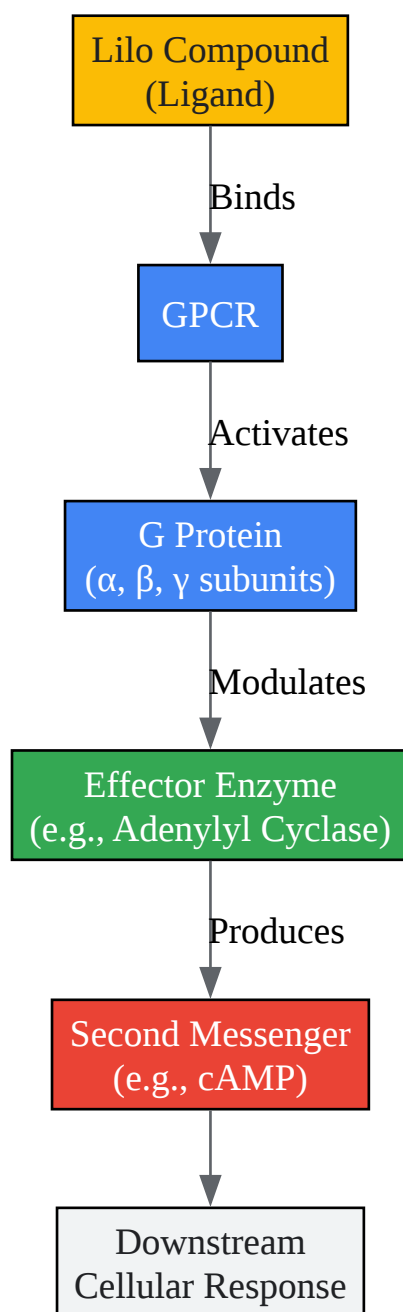 Lilo Compound
(Ligand)
Binds
GPCR
Activates
G Protein
(α, β, γ subunits)
Modulates
Effector Enzyme
(e.g., Adenylyl Cyclase)
Produces
Second Messenger
(e.g., cAMP)
Downstream
Cellular Response